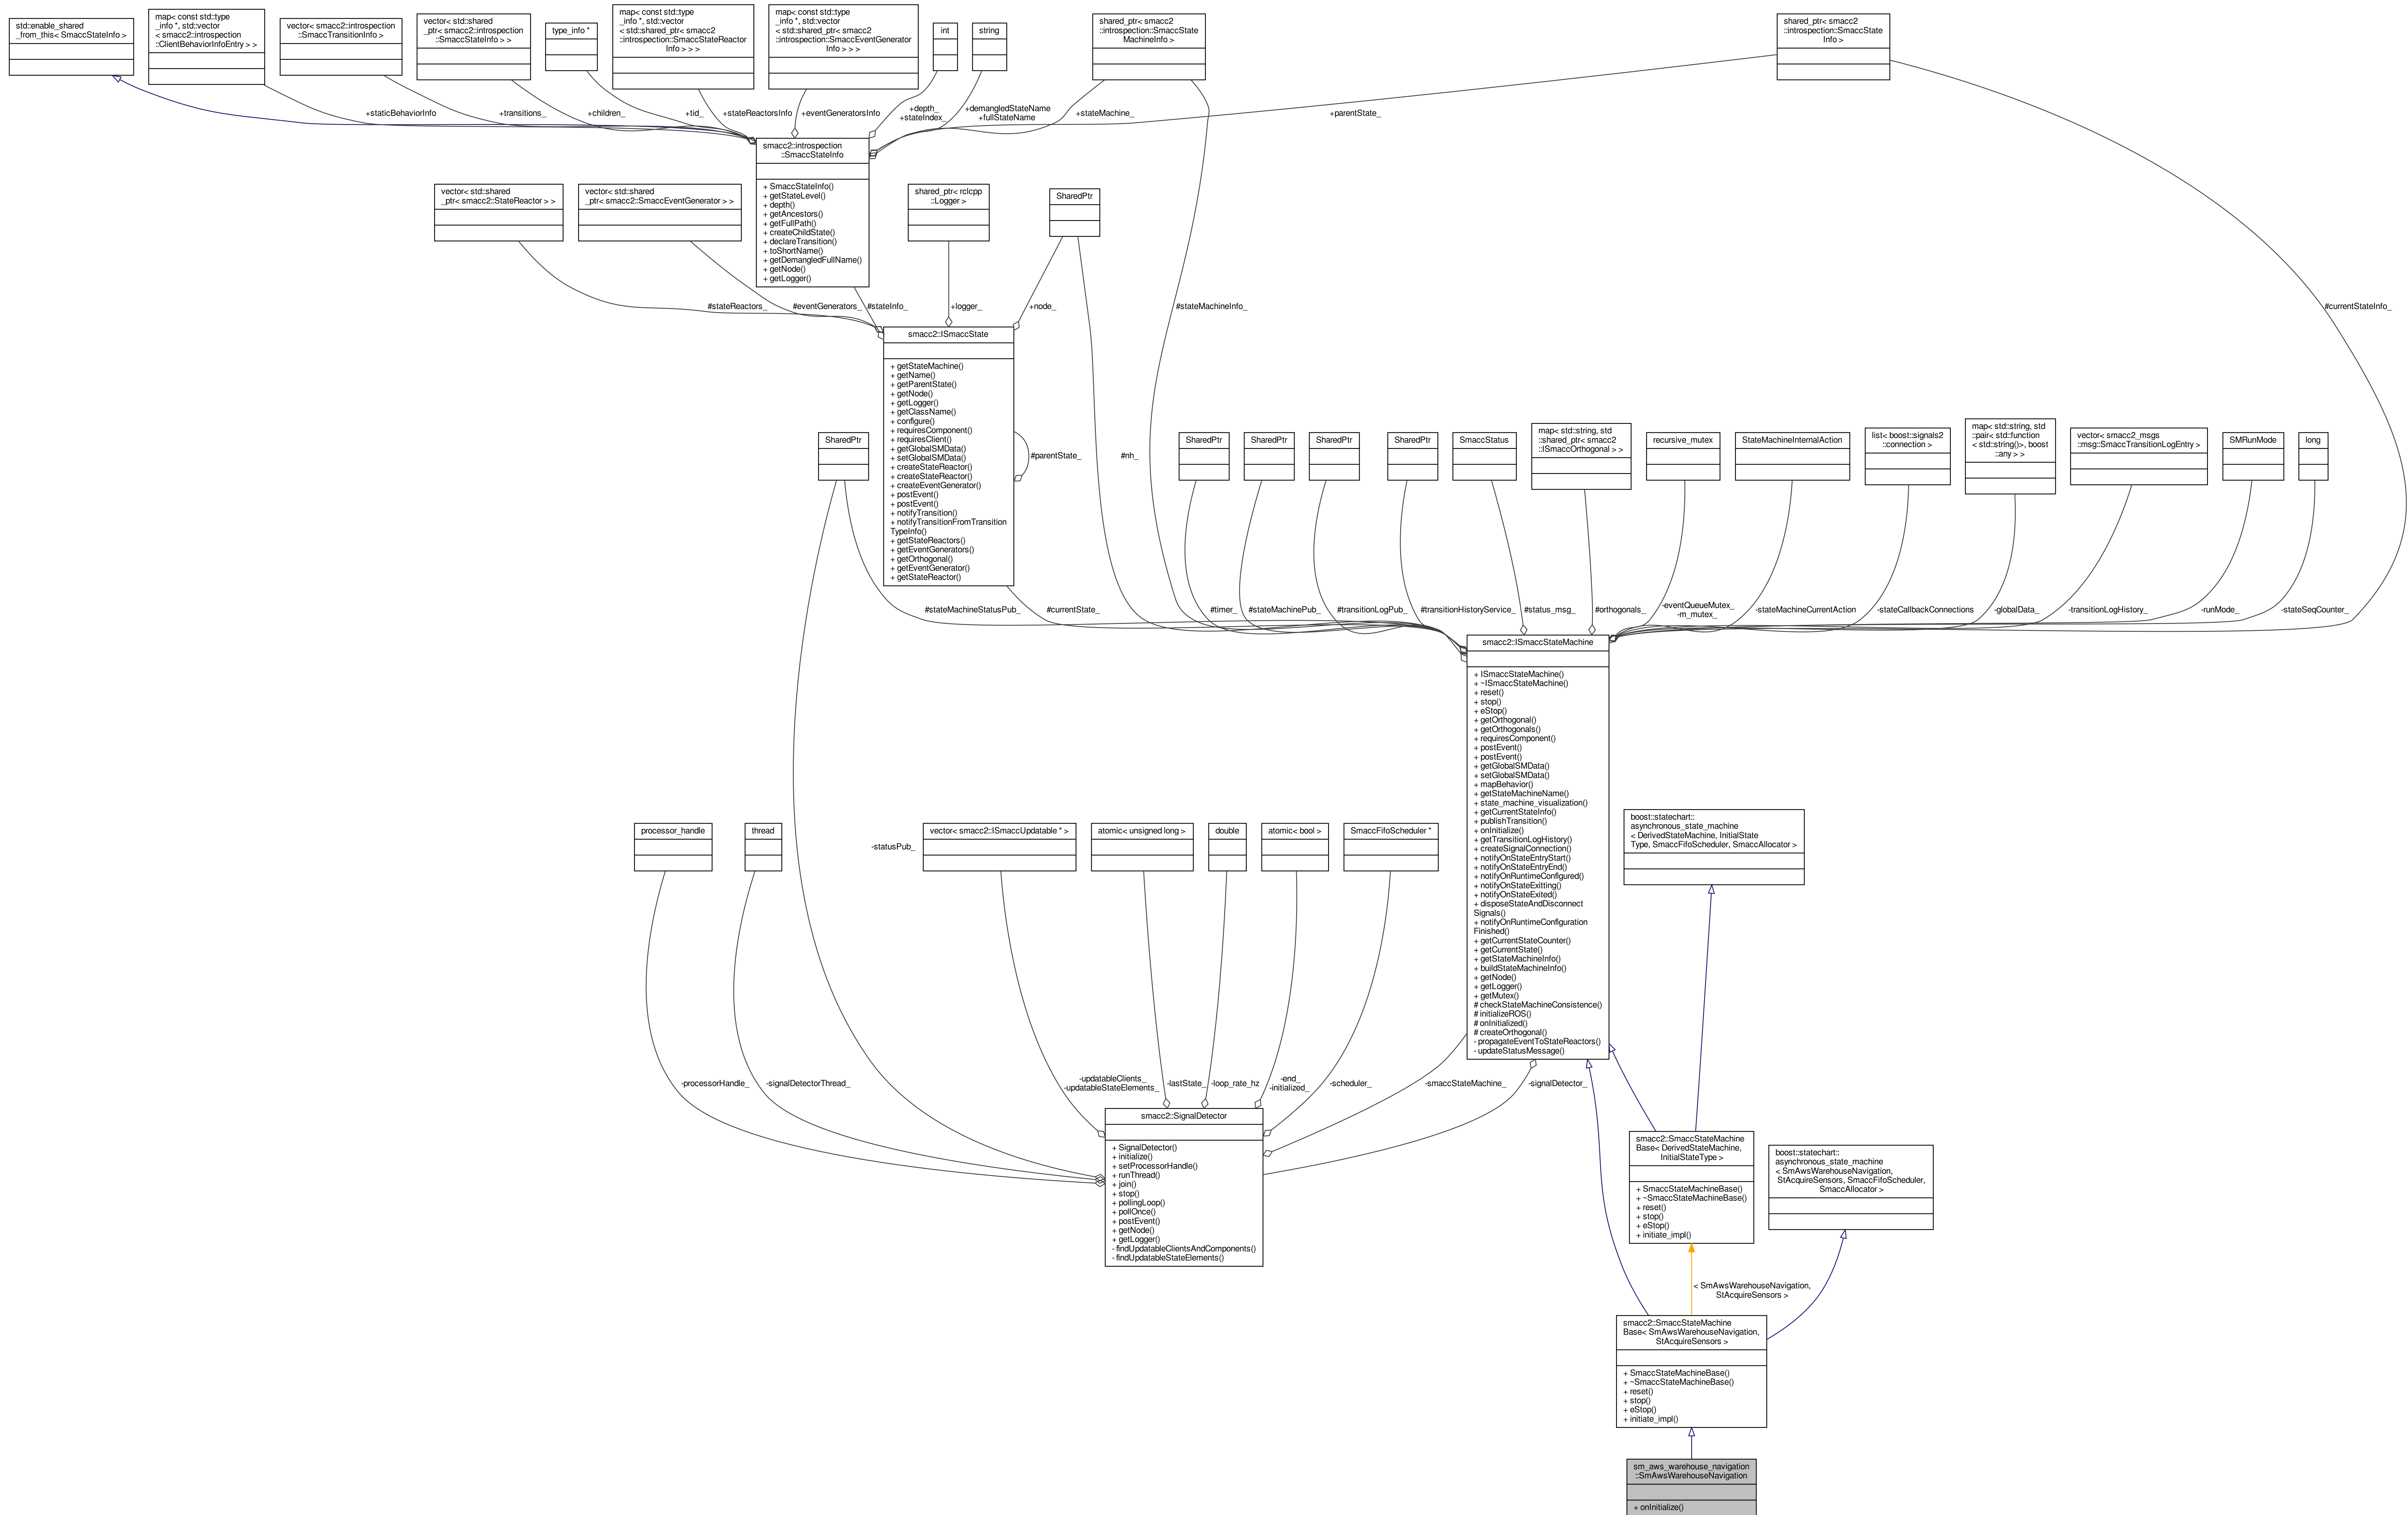 std::enable_shared
_from_this< SmaccStateInfo >
map< const std::type
_info *, std::vector
< smacc2::introspection
::ClientBehaviorInfoEntry > >
vector< smacc2::introspection
::SmaccTransitionInfo >
vector< std::shared
_ptr< smacc2::introspection
::SmaccStateInfo > >
type_info *
map< const std::type
_info *, std::vector
< std::shared_ptr< smacc2
::introspection::SmaccStateReactor
Info > > >
map< const std::type
_info *, std::vector
< std::shared_ptr< smacc2
::introspection::SmaccEventGenerator
Info > > >
int
string
shared_ptr< smacc2
::introspection::SmaccState
MachineInfo >
shared_ptr< smacc2
::introspection::SmaccState
Info >
+staticBehaviorInfo
+transitions_
+children_
+tid_
+stateReactorsInfo
+eventGeneratorsInfo
+depth_
+stateIndex_
+demangledStateName
+fullStateName
+stateMachine_
+parentState_
smacc2::introspection
::SmaccStateInfo
+ SmaccStateInfo()
+ getStateLevel()
+ depth()
+ getAncestors()
+ getFullPath()
+ createChildState()
+ declareTransition()
+ toShortName()
+ getDemangledFullName()
+ getNode()
+ getLogger()
vector< std::shared
_ptr< smacc2::StateReactor > >
vector< std::shared
_ptr< smacc2::SmaccEventGenerator > >
shared_ptr< rclcpp
::Logger >
SharedPtr
#stateReactors_
#eventGenerators_
#stateInfo_
+logger_
+node_
#stateMachineInfo_
#currentStateInfo_
smacc2::ISmaccState
+ getStateMachine()
+ getName()
+ getParentState()
+ getNode()
+ getLogger()
+ getClassName()
+ configure()
+ requiresComponent()
+ requiresClient()
+ getGlobalSMData()
+ setGlobalSMData()
+ createStateReactor()
+ createStateReactor()
+ createEventGenerator()
+ postEvent()
+ postEvent()
+ notifyTransition()
+ notifyTransitionFromTransition
TypeInfo()
+ getStateReactors()
+ getEventGenerators()
+ getOrthogonal()
+ getEventGenerator()
+ getStateReactor()
#parentState_
#nh_
SharedPtr
SharedPtr
SharedPtr
SharedPtr
SharedPtr
SmaccStatus
map< std::string, std
::shared_ptr< smacc2
::ISmaccOrthogonal > >
recursive_mutex
StateMachineInternalAction
list< boost::signals2
::connection >
map< std::string, std
::pair< std::function
< std::string()>, boost
::any > >
vector< smacc2_msgs
::msg::SmaccTransitionLogEntry >
SMRunMode
long
#stateMachineStatusPub_
#currentState_
#timer_
#stateMachinePub_
#transitionLogPub_
#transitionHistoryService_
#status_msg_
#orthogonals_
-eventQueueMutex_
-m_mutex_
-stateMachineCurrentAction
-stateCallbackConnections
-globalData_
-transitionLogHistory_
-runMode_
-stateSeqCounter_
smacc2::ISmaccStateMachine
+ ISmaccStateMachine()
+ ~ISmaccStateMachine()
+ reset()
+ stop()
+ eStop()
+ getOrthogonal()
+ getOrthogonals()
+ requiresComponent()
+ postEvent()
+ postEvent()
+ getGlobalSMData()
+ setGlobalSMData()
+ mapBehavior()
+ getStateMachineName()
+ state_machine_visualization()
+ getCurrentStateInfo()
+ publishTransition()
+ onInitialize()
+ getTransitionLogHistory()
+ createSignalConnection()
+ notifyOnStateEntryStart()
+ notifyOnStateEntryEnd()
+ notifyOnRuntimeConfigured()
+ notifyOnStateExitting()
+ notifyOnStateExited()
+ disposeStateAndDisconnect
Signals()
+ notifyOnRuntimeConfiguration
Finished()
+ getCurrentStateCounter()
+ getCurrentState()
+ getStateMachineInfo()
+ buildStateMachineInfo()
+ getNode()
+ getLogger()
+ getMutex()
# checkStateMachineConsistence()
# initializeROS()
# onInitialized()
# createOrthogonal()
- propagateEventToStateReactors()
- updateStatusMessage()
processor_handle
thread
-statusPub_
vector< smacc2::ISmaccUpdatable * >
atomic< unsigned long >
double
atomic< bool >
SmaccFifoScheduler *
boost::statechart::
asynchronous_state_machine
< DerivedStateMachine, InitialState
Type, SmaccFifoScheduler, SmaccAllocator >
-processorHandle_
-signalDetectorThread_
-updatableClients_
-updatableStateElements_
-lastState_
-loop_rate_hz
-end_
-initialized_
-scheduler_
-smaccStateMachine_
-signalDetector_
smacc2::SignalDetector
+ SignalDetector()
+ initialize()
+ setProcessorHandle()
+ runThread()
+ join()
+ stop()
+ pollingLoop()
+ pollOnce()
+ postEvent()
+ getNode()
+ getLogger()
- findUpdatableClientsAndComponents()
- findUpdatableStateElements()
smacc2::SmaccStateMachine
Base< DerivedStateMachine,
InitialStateType >
+ SmaccStateMachineBase()
+ ~SmaccStateMachineBase()
+ reset()
+ stop()
+ eStop()
+ initiate_impl()
boost::statechart::
asynchronous_state_machine
< SmAwsWarehouseNavigation,
StAcquireSensors, SmaccFifoScheduler,
SmaccAllocator >
< SmAwsWarehouseNavigation,
StAcquireSensors >
smacc2::SmaccStateMachine
Base< SmAwsWarehouseNavigation,
StAcquireSensors >
+ SmaccStateMachineBase()
+ ~SmaccStateMachineBase()
+ reset()
+ stop()
+ eStop()
+ initiate_impl()
sm_aws_warehouse_navigation
::SmAwsWarehouseNavigation
+ onInitialize()